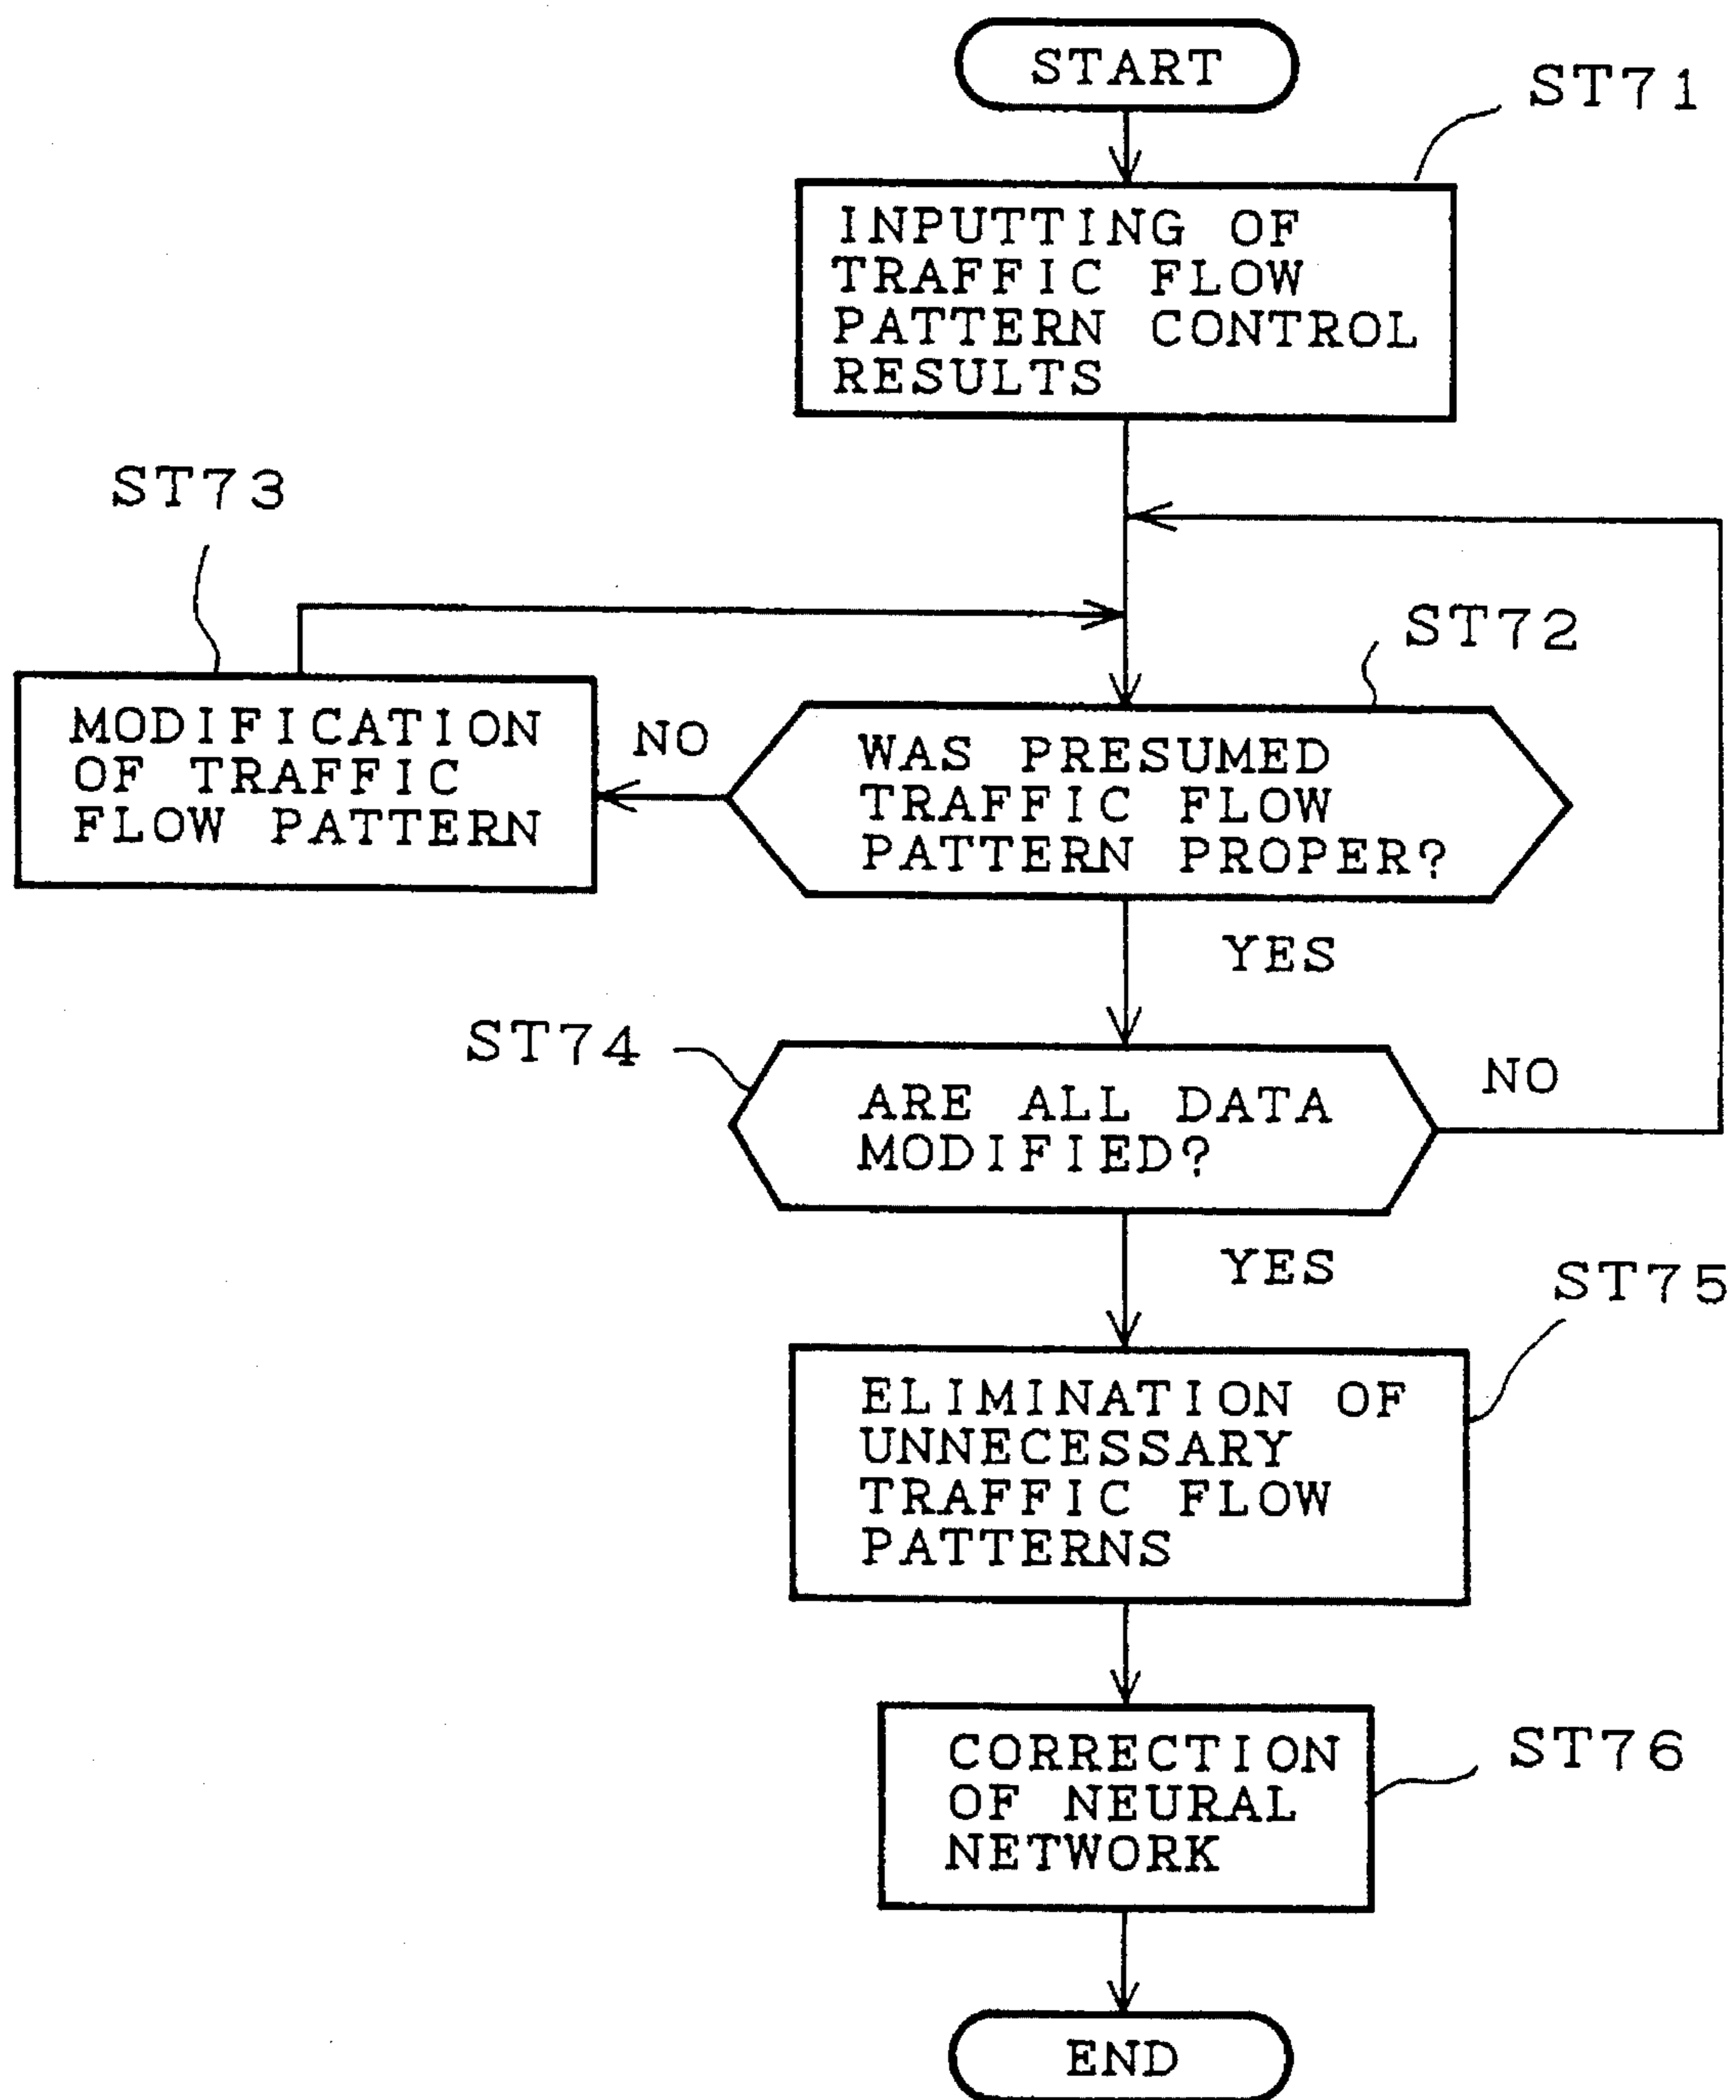 START
ST71
INPUTTING OF
TRAFFIC FLOW
PATTERN CONTROL
RESULTS
ST73
ST72
MODIFICATION
OF TRAFFIC
FLOW PATTERN
NO
WAS PRESUMED
TRAFFIC FLOW
PATTERN PROPER?
YES
ST74
ARE ALL DATA
MODIFIED?
NO
YES
ST75
ELIMINATION OF
UNNECESSARY
TRAFFIC FLOW
PATTERNS
ST76
CORRECTION
OF NEURAL
NETWORK
END